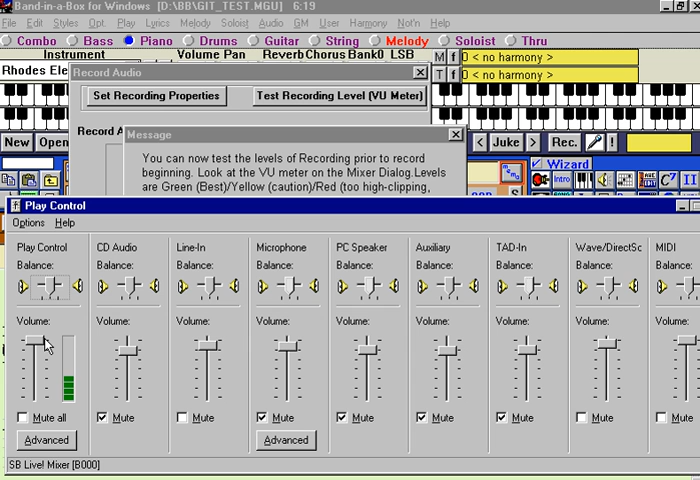 Band-in-a-Box for Windows [D:\BB\GIT_TEST.MGU] 6:19
File Edit Style Play Lyrics Melody Soloist Audio GM User Harmony Not'n Help
Combo Bass Piano Drums Guitar String Melody Soloist Thru
Instrument Volume Pan Reverb Chorus Bank0 LSB M f 0 < no harmony >
Rhodes Ele T f 0 < no harmony >
Record Audio
Set Recording Properties Test Recording Level (VU Meter)
Record A
New Open < Juke > Rec. !
Message
You can now test the levels of Recording prior to record
beginning. Look at the VU meter on the Mixer Dialog.Levels
are Green (Best)/Yellow (caution)/Red (too high-clipping,
Wizard
mema Intro C7 II
Play Control
Options Help
Play Control CD Audio Line-In Microphone PC Speaker Auxiliary TAD-In Wave/DirectSc MIDI
Balance: Balance: Balance: Balance: Balance: Balance: Balance: Balance: Balance:
Volume: Volume: Volume: Volume: Volume: Volume: Volume: Volume: Volume:
Mute all Mute Mute Mute Mute Mute Mute Mute Mute
Advanced Advanced
SB Live! Mixer [B000]